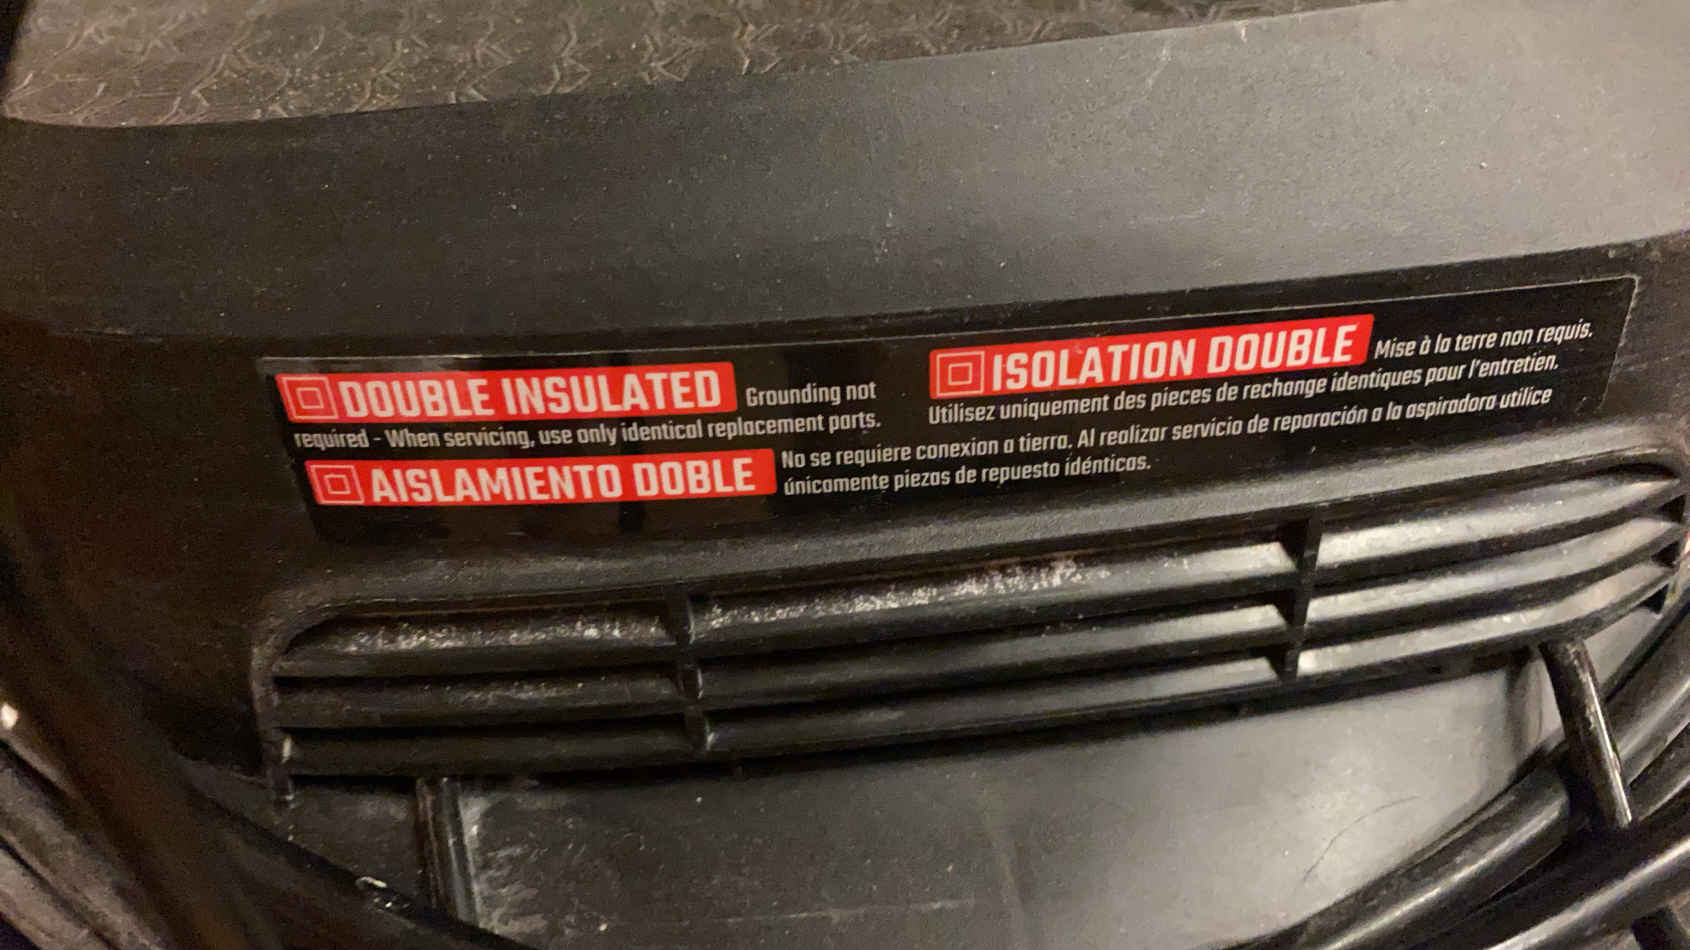 DOUBLE INSULATED Grounding not
required - When servicing, use only identical replacement parts.
ISOLATION DOUBLE Mise à la terre non requis.
Utilisez uniquement des pieces de rechange identiques pour l'entretien.
AISLAMIENTO DOBLE No se requiere conexion a tierra. Al realizar servicio de reparación a la aspiradora utilice
únicamente piezas de repuesto idénticas.